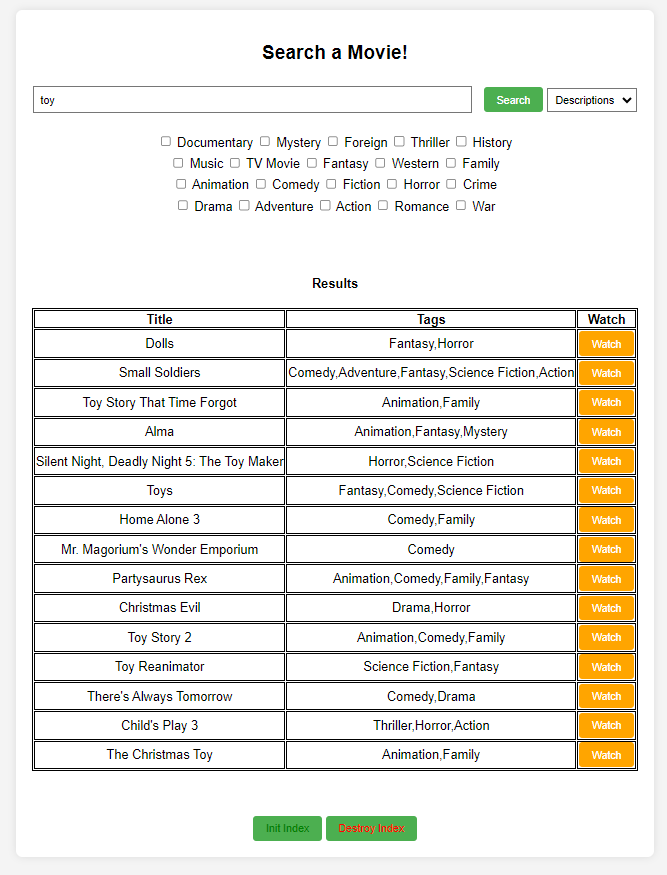 Search a Movie!
toy Search Descriptions
Documentary Mystery Foreign Thriller History
Music TV Movie Fantasy Western Family
Animation Comedy Fiction Horror Crime
Drama Adventure Action Romance War
Results
Title Tags Watch
Dolls Fantasy,Horror Watch
Small Soldiers Comedy,Adventure,Fantasy,Science Fiction,Action Watch
Toy Story That Time Forgot Animation,Family Watch
Alma Animation,Fantasy,Mystery Watch
Silent Night, Deadly Night 5: The Toy Maker Horror,Science Fiction Watch
Toys Fantasy,Comedy,Science Fiction Watch
Home Alone 3 Comedy,Family Watch
Mr. Magorium's Wonder Emporium Comedy Watch
Partysaurus Rex Animation,Comedy,Family,Fantasy Watch
Christmas Evil Drama,Horror Watch
Toy Story 2 Animation,Comedy,Family Watch
Toy Reanimator Science Fiction,Fantasy Watch
There's Always Tomorrow Comedy,Drama Watch
Child's Play 3 Thriller,Horror,Action Watch
The Christmas Toy Animation,Family Watch
Init Index Destroy Index